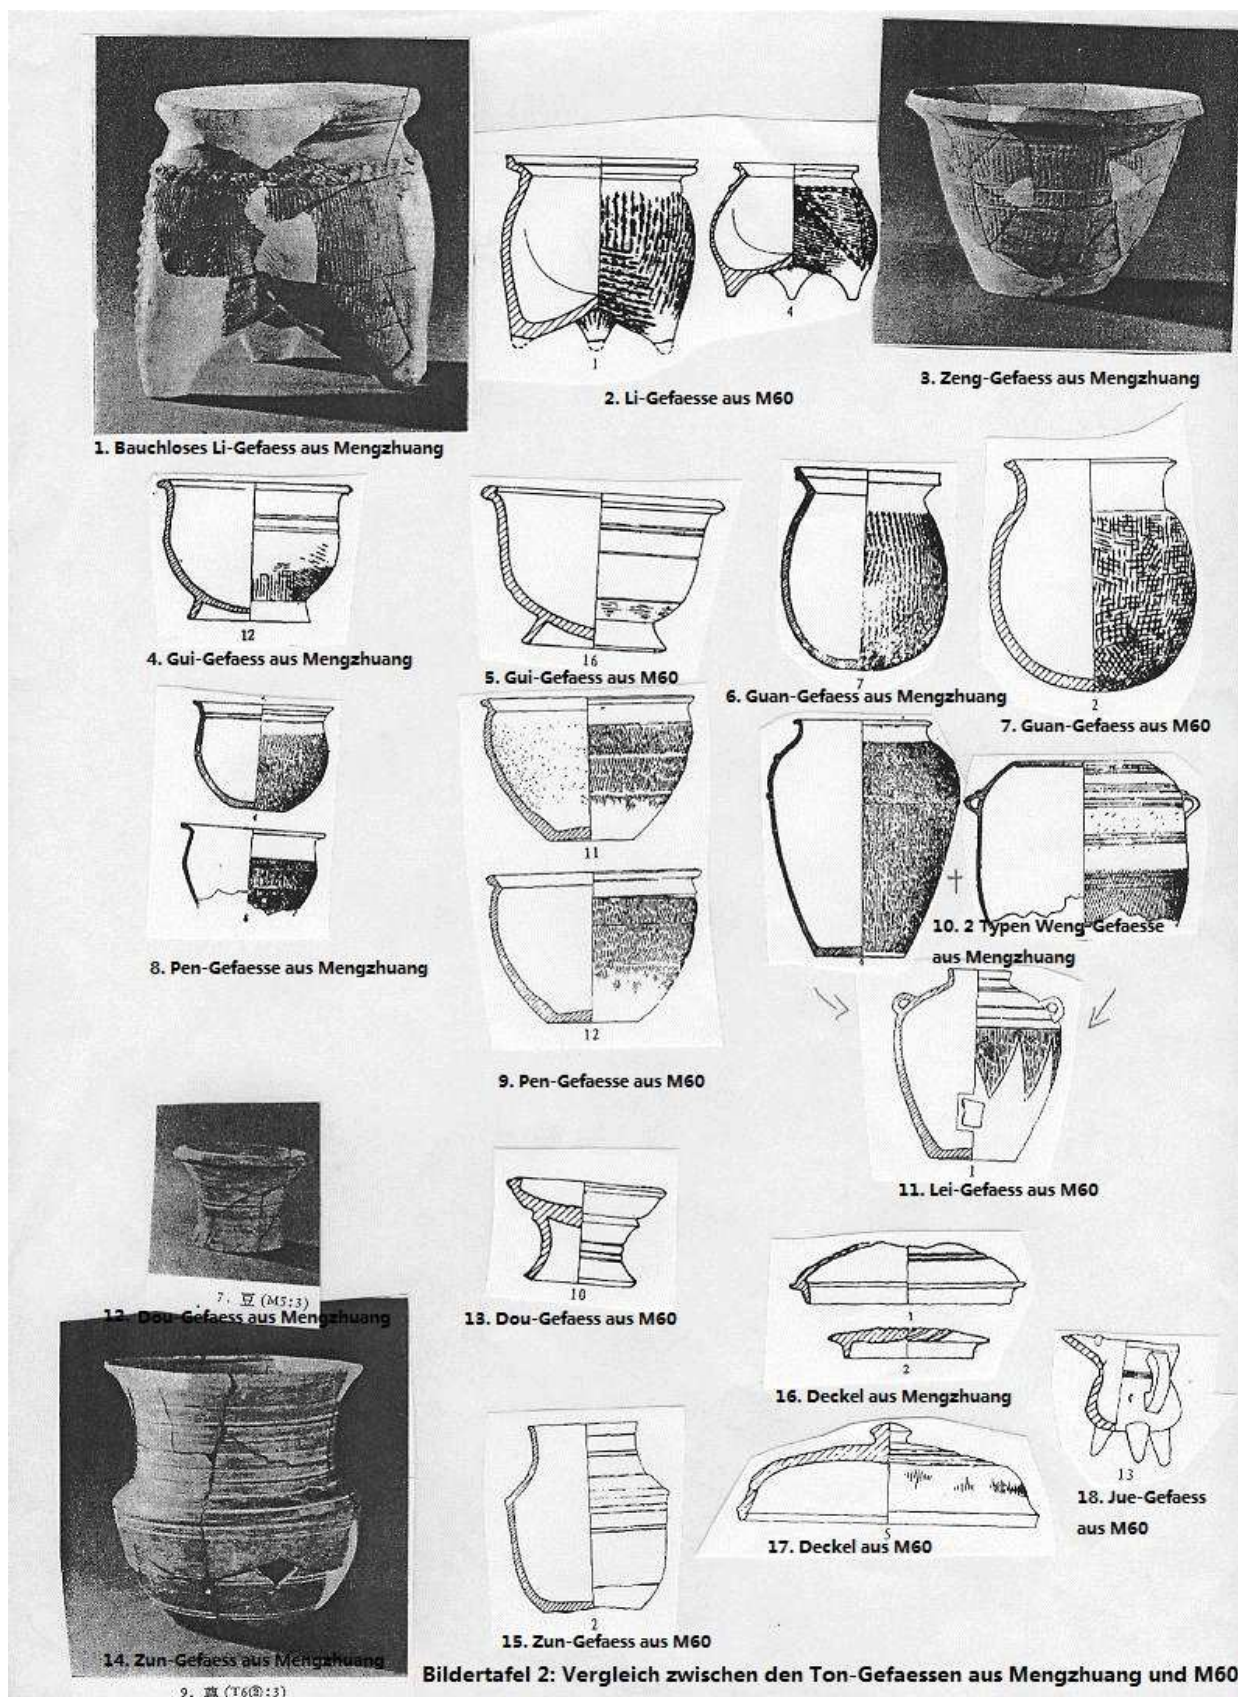 1
4
3. Zeng-Gefaess aus Mengzhuang
2. Li-Gefaesse aus M60
1. Bauchloses Li-Gefaess aus Mengzhuang
12
4. Gui-Gefaess aus Mengzhuang
16
5. Gui-Gefaess aus M60
7
6. Guan-Gefaess aus Mengzhuang
2
7. Guan-Gefaess aus M60
8. Pen-Gefaesse aus Mengzhuang
11
12
9. Pen-Gefaesse aus M60
10. 2 Typen Weng-Gefaesse
aus Mengzhuang
1
11. Lei-Gefaess aus M60
7. 豆 (M5:3)
12. Dou-Gefaess aus Mengzhuang
10
13. Dou-Gefaess aus M60
1
2
16. Deckel aus Mengzhuang
5
17. Deckel aus M60
13
18. Jue-Gefaess
aus M60
2
15. Zun-Gefaess aus M60
14. Zun-Gefaess aus Mengzhuang
9. 尊 (T6②:3)
Bildertafel 2: Vergleich zwischen den Ton-Gefaessen aus Mengzhuang und M60